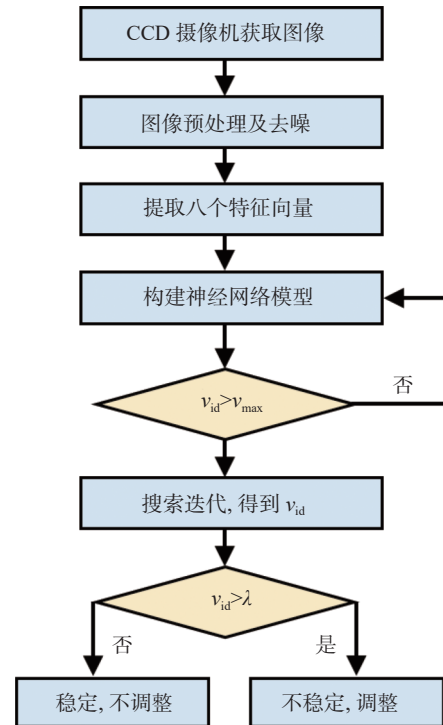 CCD 摄像机获取图像
图像预处理及去噪
提取八个特征向量
构建神经网络模型
v_id>v_max
否
搜索迭代, 得到 v_id
v_id>λ
否
是
稳定, 不调整
不稳定, 调整